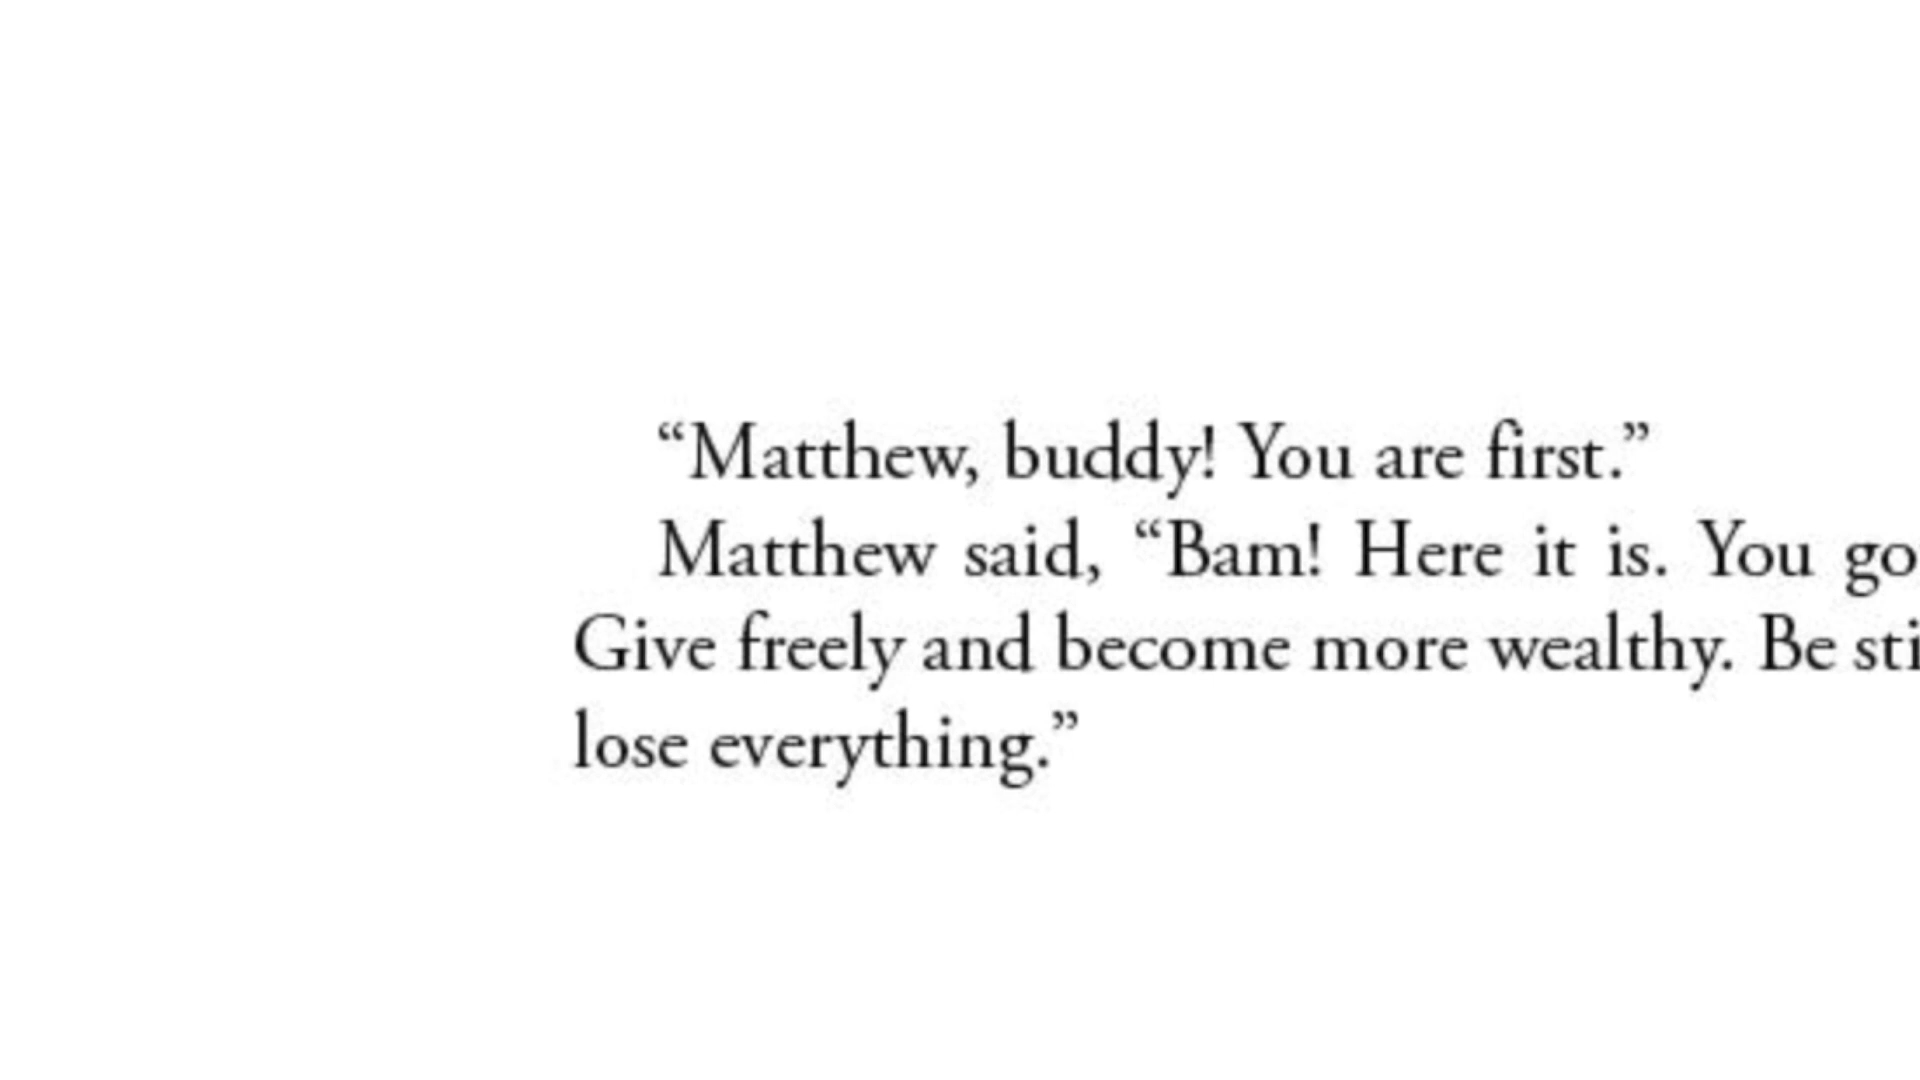 “Matthew, buddy! You are first.”
Matthew said, “Bam! Here it is. You go
Give freely and become more wealthy. Be
lose everything.”